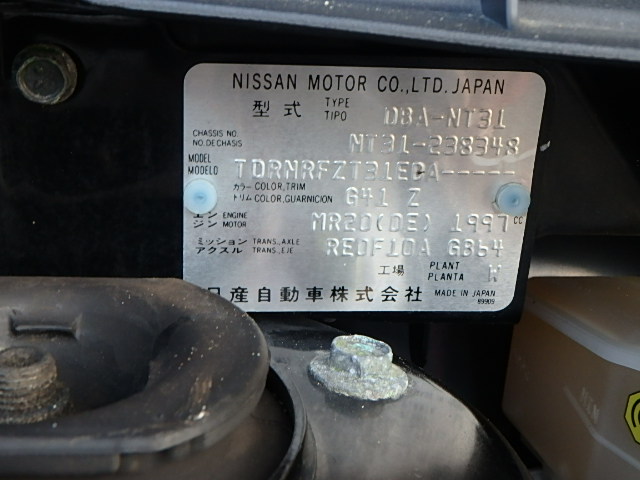 NISSAN MOTOR CO.,LTD. JAPAN
型式 TYPE TIPO DBA-NT31
CHASSIS NO. NO.DE CHASIS NT31-238348
MODEL MODELO TDRNRFZT31EDA-----
カラー COLOR,TRIM トリム COLOR,GUARNICION G41 Z
エンジン ENGINE MOTOR MR20(DE) 1997 cc
ミッション TRANS.,AXLE アクスル TRANS.,EJE RE0F10A GB64
工場 PLANT PLANTA W
日産自動車株式会社 MADE IN JAPAN
99909